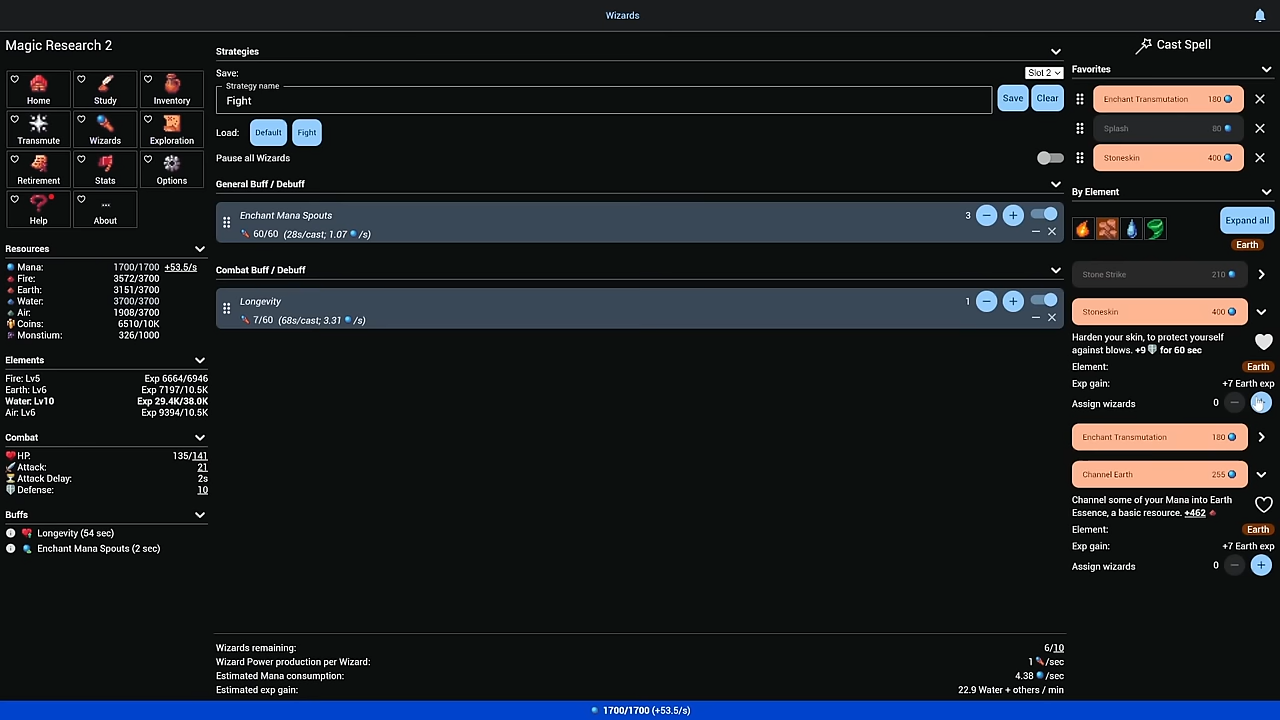 Wizards
Magic Research 2
Home
Study
Inventory
Transmute
Wizards
Exploration
Retirement
Stats
Options
Help
About
Resources
Mana: 1700/1700 +53.5/s
Fire: 3572/3700
Earth: 3151/3700
Water: 3700/3700
Air: 1908/3700
Coins: 6510/10K
Monstium: 326/1000
Elements
Fire: Lv5 Exp 6664/6946
Earth: Lv6 Exp 7197/10.5K
Water: Lv10 Exp 29.4K/38.0K
Air: Lv6 Exp 9394/10.5K
Combat
HP: 135/141
Attack: 21
Attack Delay: 2s
Defense: 10
Buffs
Longevity (54 sec)
Enchant Mana Spouts (2 sec)
Strategies
Save: Slot 2
Strategy name
Fight
Save Clear
Load: Default Fight
Pause all Wizards
General Buff / Debuff
Enchant Mana Spouts 3 − +
60/60 (28s/cast; 1.07 /s)
Combat Buff / Debuff
Longevity 1 − +
7/60 (68s/cast; 3.31 /s)
Wizards remaining: 6/10
Wizard Power production per Wizard: 1 /sec
Estimated Mana consumption: 4.38 /sec
Estimated exp gain: 22.9 Water + others / min
1700/1700 (+53.5/s)
Cast Spell
Favorites
Enchant Transmutation 180
Splash 80
Stoneskin 400
By Element
Expand all
Earth
Stone Strike 210
Stoneskin 400
Harden your skin, to protect yourself
against blows. +9 for 60 sec
Element: Earth
Exp gain: +7 Earth exp
Assign wizards 0 −
Enchant Transmutation 180
Channel Earth 255
Channel some of your Mana into Earth
Essence, a basic resource. +462
Element: Earth
Exp gain: +7 Earth exp
Assign wizards 0 − +